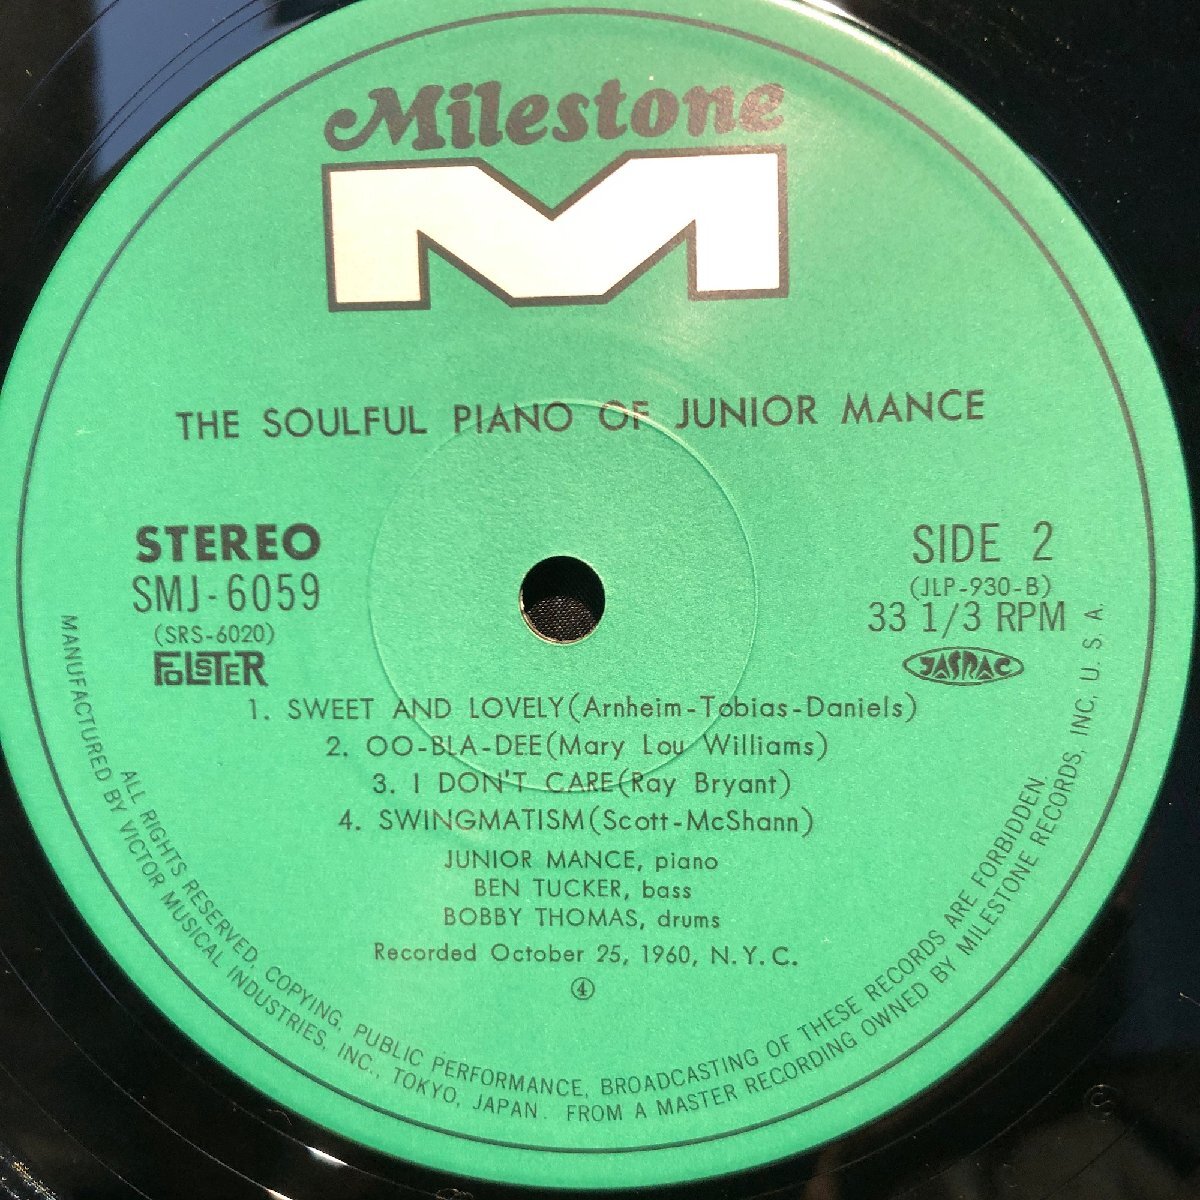 Milestone
THE SOULFUL PIANO OF JUNIOR MANCE
STEREO
SMJ-6059
(SRS-6020)
FOLSTER
SIDE 2
(JLP-930-B)
33 1/3 RPM
JASRAC
1. SWEET AND LOVELY(Arnheim-Tobias-Daniels)
2. OO-BLA-DEE(Mary Lou Williams)
3. I DON'T CARE(Ray Bryant)
4. SWINGMATISM(Scott-McShann)
JUNIOR MANCE, piano
BEN TUCKER, bass
BOBBY THOMAS, drums
Recorded October 25, 1960, N.Y.C.
④
ALL RIGHTS RESERVED, COPYING, PUBLIC PERFORMANCE, BROADCASTING OF THESE RECORDS ARE FORBIDDEN.
MANUFACTURED BY VICTOR MUSICAL INDUSTRIES, INC., TOKYO, JAPAN. FROM A MASTER RECORDING OWNED BY MILESTONE RECORDS, INC, U. S. A.